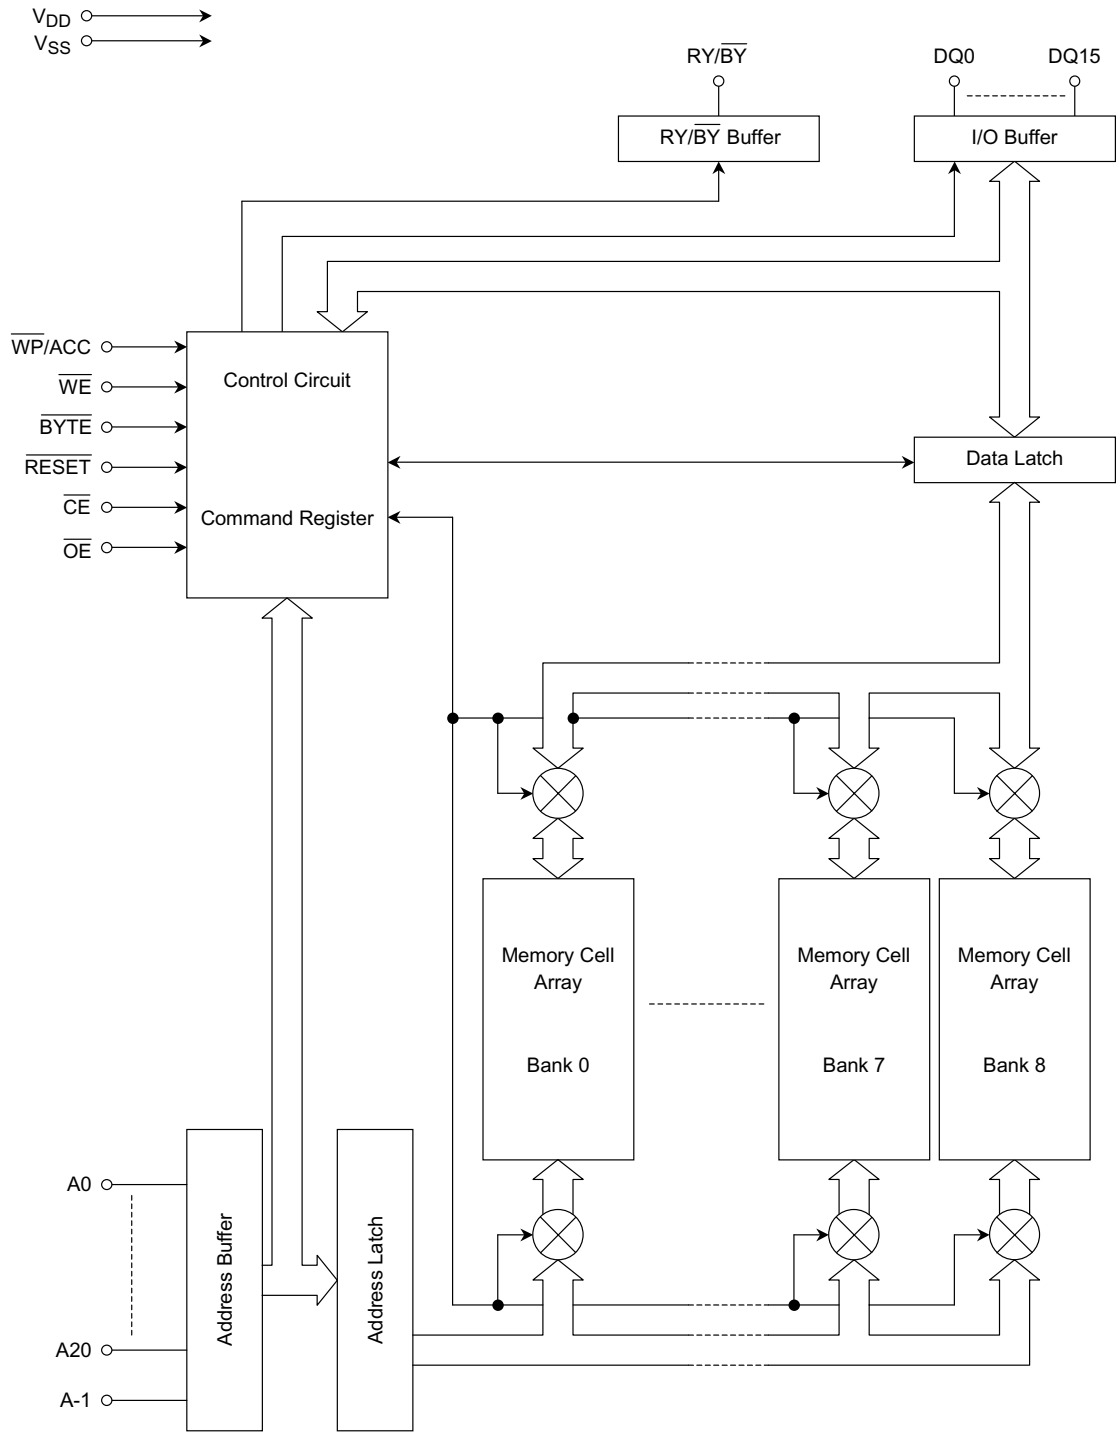 VDD
VSS
RY/BY
DQ0
DQ15
RY/BY Buffer
I/O Buffer
WP/ACC
WE
BYTE
RESET
CE
OE
Control Circuit
Command Register
Data Latch
Memory Cell
Array
Bank 0
Memory Cell
Array
Bank 7
Memory Cell
Array
Bank 8
A0
A20
A-1
Address Buffer
Address Latch